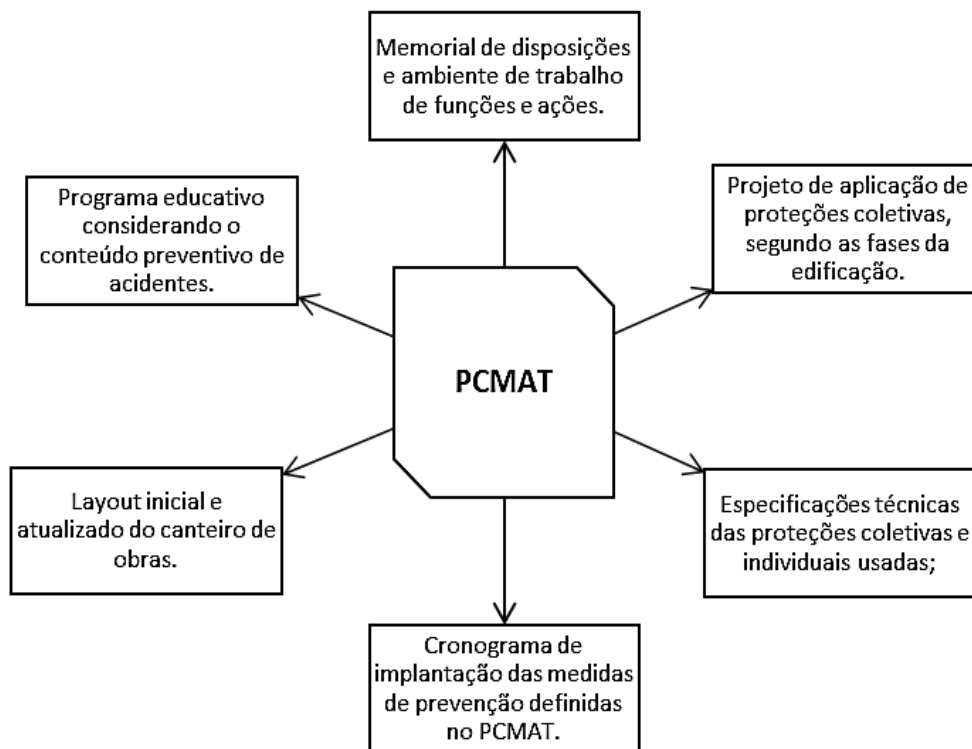 Memorial de disposições
e ambiente de trabalho
de funções e ações.
Programa educativo
considerando o
conteúdo preventivo de
acidentes.
Projeto de aplicação de
proteções coletivas,
segundo as fases da
edificação.
PCMAT
Layout inicial e
atualizado do canteiro de
obras.
Especificações técnicas
das proteções coletivas e
individuais usadas;
Cronograma de
implantação das medidas
de prevenção definidas
no PCMAT.